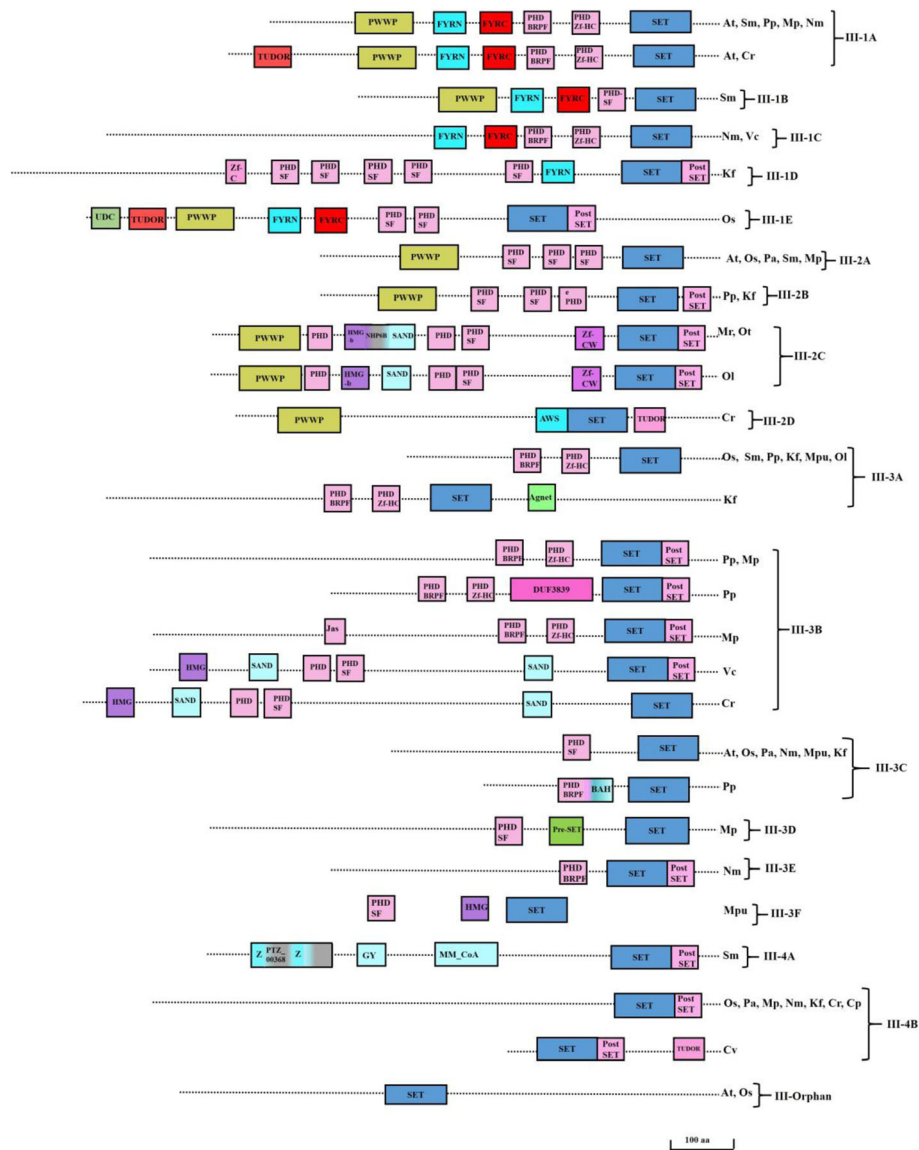 PWWP FYRN FYRC PHD BRPF PHD Zf-HC SET At, Sm, Pp, Mp, Nm
III-1A
TUDOR PWWP FYRN FYRC PHD BRPF PHD Zf-HC SET At, Cr
PWWP FYRN FYRC PHD- SF SET Sm III-1B
FYRN FYRC PHD BRPF PHD Zf-HC SET Nm, Vc III-1C
Zf- C PHD SF PHD SF PHD SF PHD SF PHD SF FYRN SET Post SET Kf III-1D
UDC TUDOR PWWP FYRN FYRC PHD SF PHD SF SET Post SET Os III-1E
PWWP PHD SF PHD SF PHD SF SET At, Os, Pa, Sm, Mp III-2A
PWWP PHD SF PHD SF e PHD SET Post SET Pp, Kf III-2B
PWWP PHD HMG -b NHP6B SAND PHD PHD SF Zf- CW SET Post SET Mr, Ot
III-2C
PWWP PHD HMG -b SAND PHD PHD SF Zf- CW SET Post SET Ol
PWWP AWS SET TUDOR Cr III-2D
PHD BRPF PHD Zf-HC SET Os, Sm, Pp, Kf, Mpu, Ol
III-3A
PHD BRPF PHD Zf-HC SET Agnet Kf
PHD BRPF PHD Zf-HC SET Post SET Pp, Mp
PHD BRPF PHD Zf-HC DUF3839 SET Post SET Pp
III-3B
Jas PHD BRPF PHD Zf-HC SET Post SET Mp
HMG SAND PHD PHD SF SAND SET Post SET Vc
HMG SAND PHD PHD SF SAND SET Cr
PHD SF SET At, Os, Pa, Nm, Mpu, Kf
III-3C
PHD BRPF BAH SET Pp
PHD SF Pre-SET SET Mp III-3D
PHD BRPF SET Post SET Nm III-3E
PHD SF HMG SET Mpu III-3F
Z PTZ_ 00368 Z GY MM_CoA SET Post SET Sm III-4A
SET Post SET Os, Pa, Mp, Nm, Kf, Cr, Cp
III-4B
SET Post SET TUDOR Cv
SET At, Os III-Orphan
100 aa